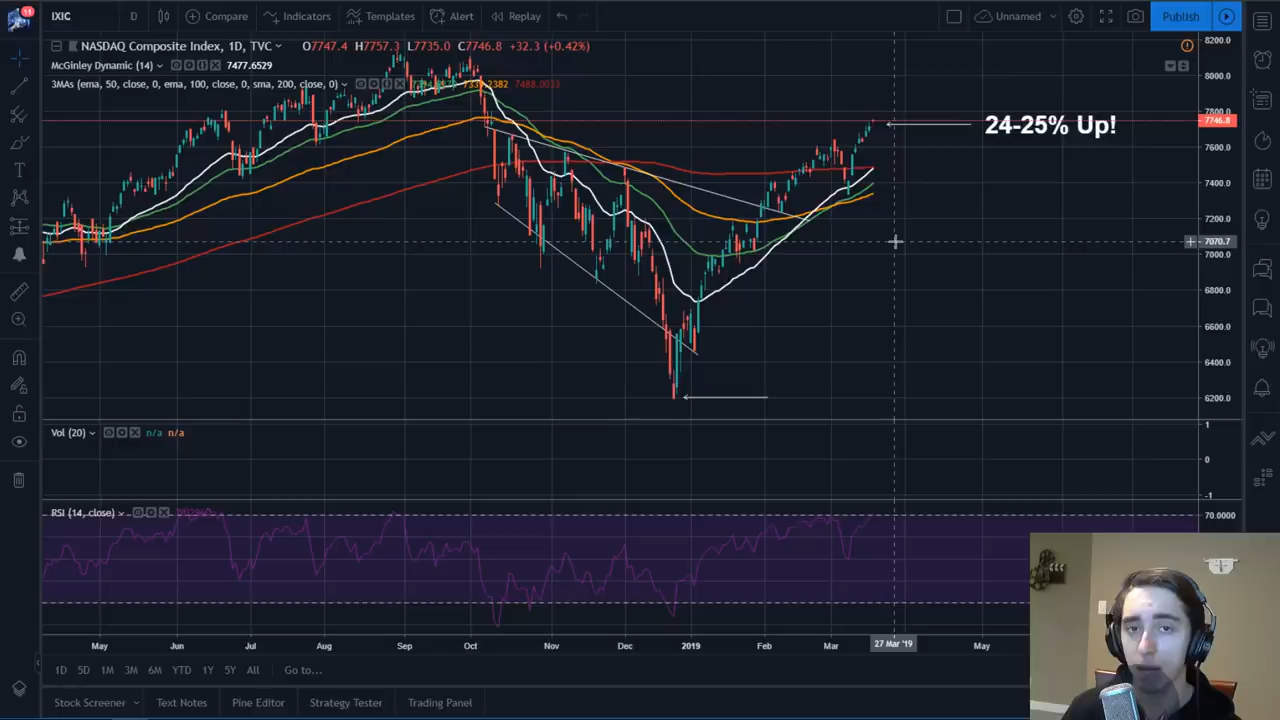 11
IXIC
D
Compare
Indicators
Templates
Alert
Replay
Unnamed
Publish
NASDAQ Composite Index, 1D, TVC
O7747.4 H7757.3 L7735.0 C7746.8 +32.3 (+0.42%)
McGinley Dynamic (14)
7477.6529
3MAs (ema, 50, close, 0, ema, 100, close, 0, sma, 200, close, 0)
7488.0033
24-25% Up!
8200.0
8000.0
7800.0
7746.8
7600.0
7400.0
7200.0
7070.7
7000.0
6800.0
6600.0
6400.0
6200.0
Vol (20)
n/a n/a
1
0
-1
RSI (14, close)
70.0000
May
Jun
Jul
Aug
Sep
Oct
Nov
Dec
2019
Feb
Mar
27 Mar '19
May
1D 5D 1M 3M 6M YTD 1Y 5Y All Go to...
Stock Screener
Text Notes
Pine Editor
Strategy Tester
Trading Panel